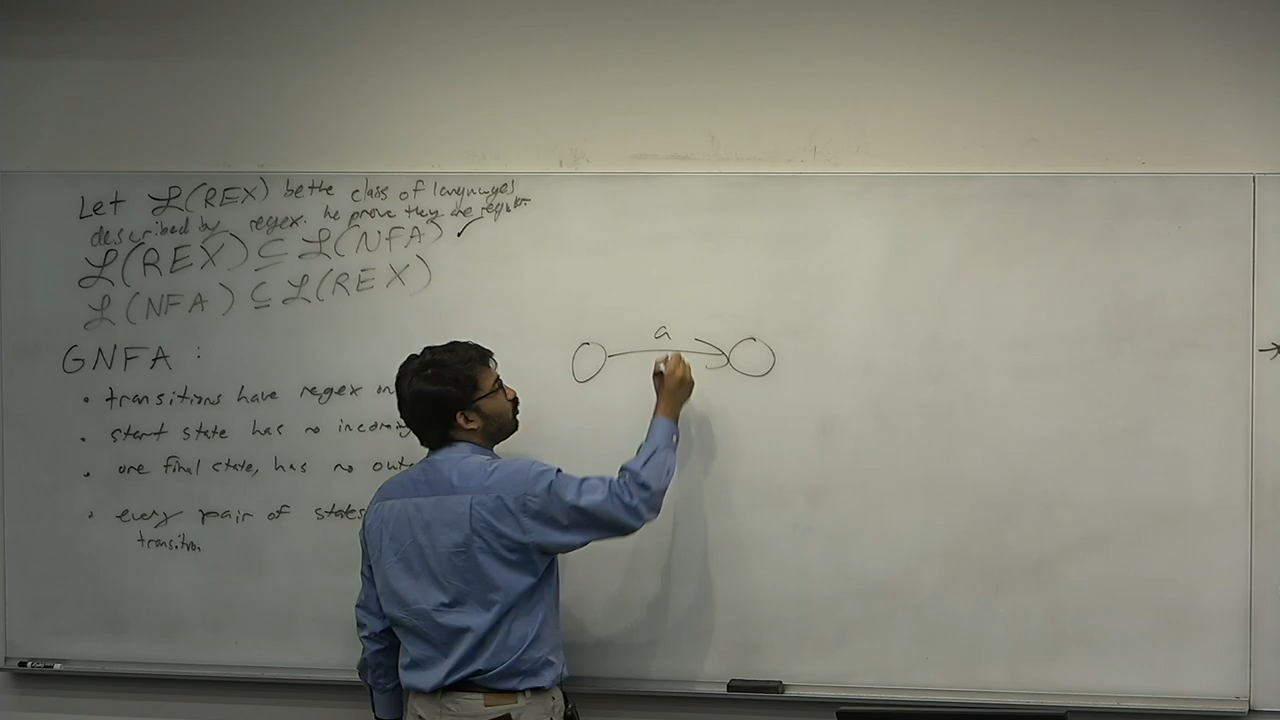 Let ℒ(REX) be the class of languages
described by regex. We prove they are regular
ℒ(REX) ⊆ ℒ(NFA) ✓
ℒ(NFA) ⊆ ℒ(REX)
GNFA :
• transitions have regex on
• start state has no incoming
• one final state, has no out
• every pair of states
transition
a